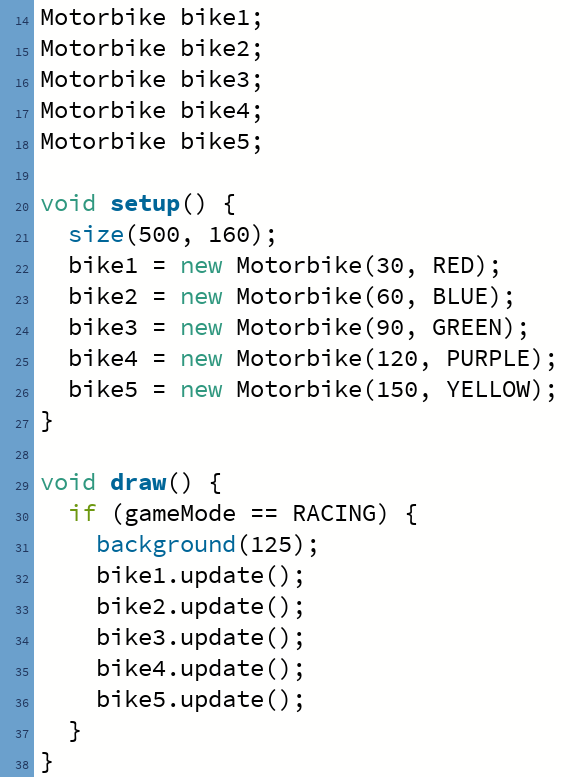 14 Motorbike bike1;
15 Motorbike bike2;
16 Motorbike bike3;
17 Motorbike bike4;
18 Motorbike bike5;
19
20 void setup() {
21   size(500, 160);
22   bike1 = new Motorbike(30, RED);
23   bike2 = new Motorbike(60, BLUE);
24   bike3 = new Motorbike(90, GREEN);
25   bike4 = new Motorbike(120, PURPLE);
26   bike5 = new Motorbike(150, YELLOW);
27 }
28
29 void draw() {
30   if (gameMode == RACING) {
31     background(125);
32     bike1.update();
33     bike2.update();
34     bike3.update();
35     bike4.update();
36     bike5.update();
37   }
38 }